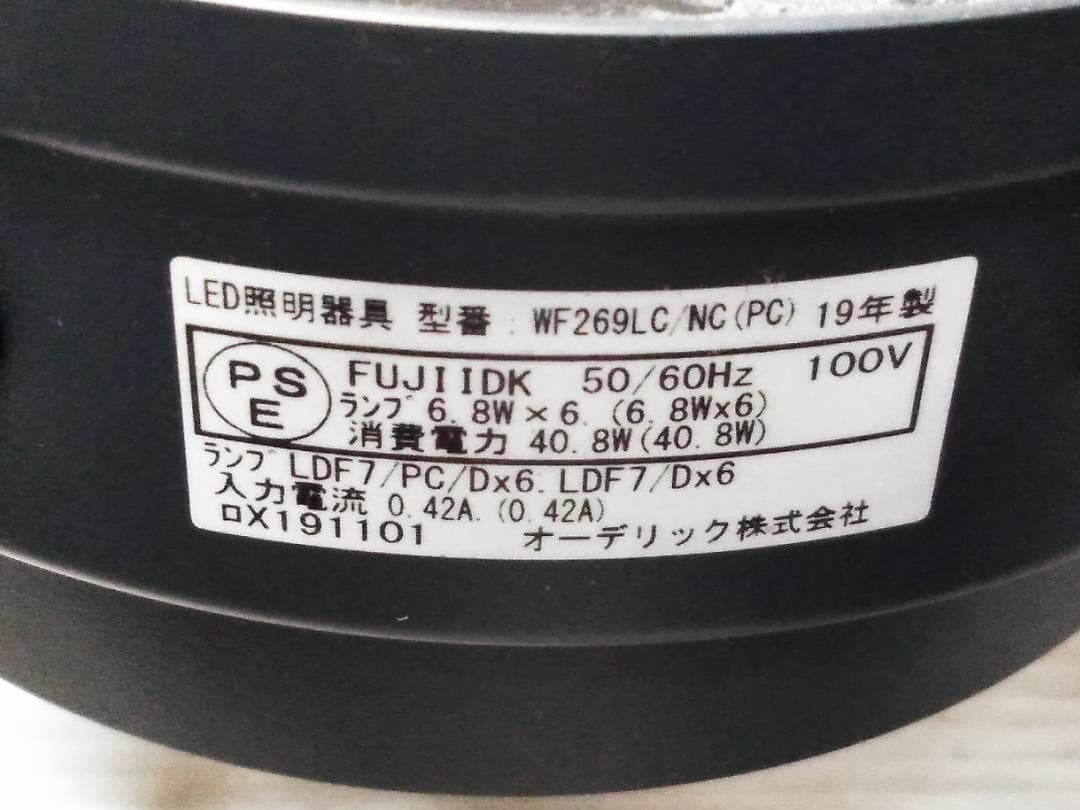 LED照明器具 型番：WF269LC/NC(PC) 19年製
PSE FUJIIDK 50/60Hz 100V
ランプ 6.8W×6.(6.8Wx6)
消費電力 40.8W(40.8W)
ランプ LDF7/PC/Dx6.LDF7/Dx6
入力電流 0.42A.(0.42A)
ロX191101 オーデリック株式会社